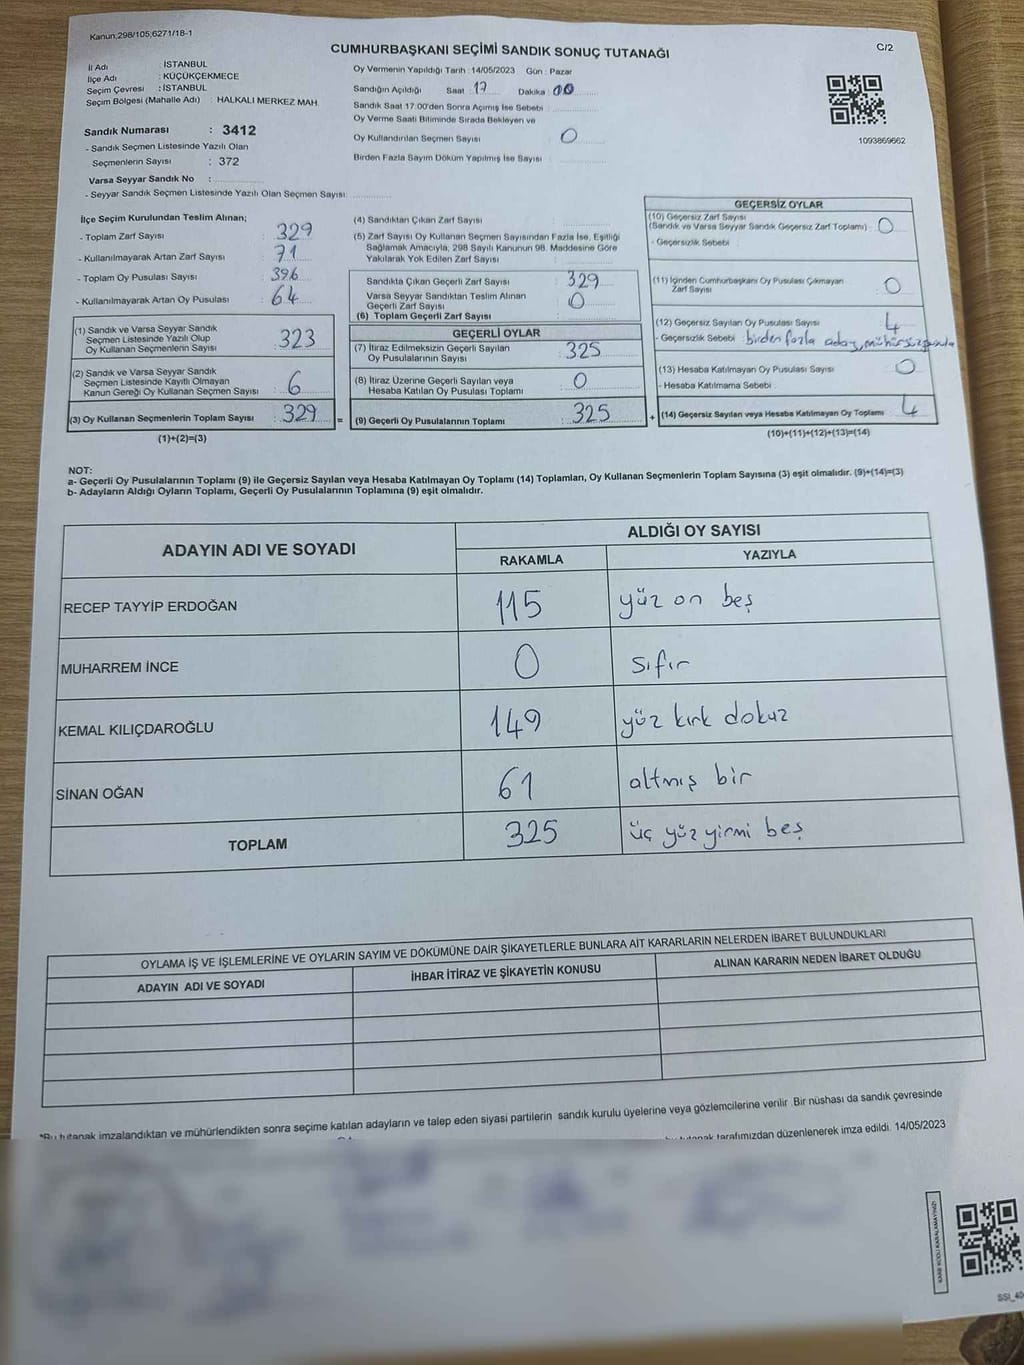 Kanun,298/105;6271/18-1
C/2
CUMHURBAŞKANI SEÇİMİ SANDIK SONUÇ TUTANAĞI
İl Adı : İSTANBUL
İlçe Adı : KÜÇÜKÇEKMECE
Seçim Çevresi : İSTANBUL
Seçim Bölgesi (Mahalle Adı) : HALKALI MERKEZ MAH.
Sandık Numarası : 3412
- Sandık Seçmen Listesinde Yazılı Olan
Seçmenlerin Sayısı : 372
Varsa Seyyar Sandık No :
- Seyyar Sandık Seçmen Listesinde Yazılı Olan Seçmen Sayısı:
Oy Vermenin Yapıldığı Tarih :14/05/2023 Gün : Pazar
Sandığın Açıldığı Saat 17 Dakika 00
Sandık Saat 17:00'den Sonra Açımış İse Sebebi :
Oy Verme Saati Bitiminde Sırada Bekleyen ve
Oy Kullandırılan Seçmen Sayısı : 0
Birden Fazla Sayım Döküm Yapılmış İse Sayısı :
1093869662
İlçe Seçim Kurulundan Teslim Alınan;
- Toplam Zarf Sayısı : 329
- Kullanılmayarak Artan Zarf Sayısı : 71
- Toplam Oy Pusulası Sayısı : 396
- Kullanılmayarak Artan Oy Pusulası : 64
(1) Sandık ve Varsa Seyyar Sandık
Seçmen Listesinde Yazılı Olup
Oy Kullanan Seçmenlerin Sayısı : 323
(2) Sandık ve Varsa Seyyar Sandık
Seçmen Listesinde Kayıtlı Olmayan
Kanun Gereği Oy Kullanan Seçmen Sayısı : 6
(3) Oy Kullanan Seçmenlerin Toplam Sayısı : 329
(1)+(2)=(3)
=
(4) Sandıktan Çıkan Zarf Sayısı :
(5) Zarf Sayısı Oy Kullanan Seçmen Sayısından Fazla İse, Eşitliği
Sağlamak Amacıyla, 298 Sayılı Kanunun 98. Maddesine Göre
Yakılarak Yok Edilen Zarf Sayısı :
Sandıkta Çıkan Geçerli Zarf Sayısı : 329
Varsa Seyyar Sandıktan Teslim Alınan
Geçerli Zarf Sayısı : 0
(6) Toplam Geçerli Zarf Sayısı :
GEÇERLİ OYLAR
(7) İtiraz Edilmeksizin Geçerli Sayılan
Oy Pusulalarının Sayısı : 325
(8) İtiraz Üzerine Geçerli Sayılan veya
Hesaba Katılan Oy Pusulası Toplamı : 0
(9) Geçerli Oy Pusulalarının Toplamı : 325
+
GEÇERSİZ OYLAR
(10) Geçersiz Zarf Sayısı
(Sandık ve Varsa Seyyar Sandık Geçersiz Zarf Toplamı) : 0
- Geçersizlik Sebebi :
(11) İçinden Cumhurbaşkanı Oy Pusulası Çıkmayan
Zarf Sayısı : 0
(12) Geçersiz Sayılan Oy Pusulası Sayısı : 4
- Geçersizlik Sebebi : birden fazla aday,
(13) Hesaba Katılmayan Oy Sayısı : 0
- Hesaba Katılmama Sebebi :
(14) Geçersiz Sayılan veya Hesaba Katılmayan Oy Toplamı : 4
(10)+(11)+(12)+(13)=(14)
NOT:
a- Geçerli Oy Pusulalarının Toplamı (9) ile Geçersiz Sayılan veya Hesaba Katılmayan Oy Toplamı (14) Toplamları, Oy Kullanan Seçmenlerin Toplam Sayısına (3) eşit olmalıdır. (9)+(14)=(3)
b- Adayların Aldığı Oyların Toplamı, Geçerli Oy Pusulalarının Toplamına (9) eşit olmalıdır.
ADAYIN ADI VE SOYADI
ALDIĞI OY SAYISI
RAKAMLA YAZIYLA
RECEP TAYYİP ERDOĞAN 115 yüz on beş
MUHARREM İNCE 0 sıfır
KEMAL KILIÇDAROĞLU 149 yüz kırk dokuz
SİNAN OĞAN 61 altmış bir
TOPLAM 325 üç yüz yirmi beş
OYLAMA İŞ VE İŞLEMLERİNE VE OYLARIN SAYIM VE DÖKÜMÜNE DAİR ŞİKAYETLERLE BUNLARA AİT KARARLARIN NELERDEN İBARET BULUNDUKLARI
ADAYIN ADI VE SOYADI İHBAR İTİRAZ VE ŞİKAYETİN KONUSU ALINAN KARARIN NEDEN İBARET OLDUĞU
*Bu tutanak imzalandıktan ve mühürlendikten sonra seçime katılan adayların ve talep eden siyasi partilerin sandık kurulu üyelerine veya gözlemcilerine verilir .Bir nüshası da sandık çevresinde
tutanak tarafımızdan düzenlenerek imza edildi. 14/05/2023
KARE KODU KARALAMAYINIZ!